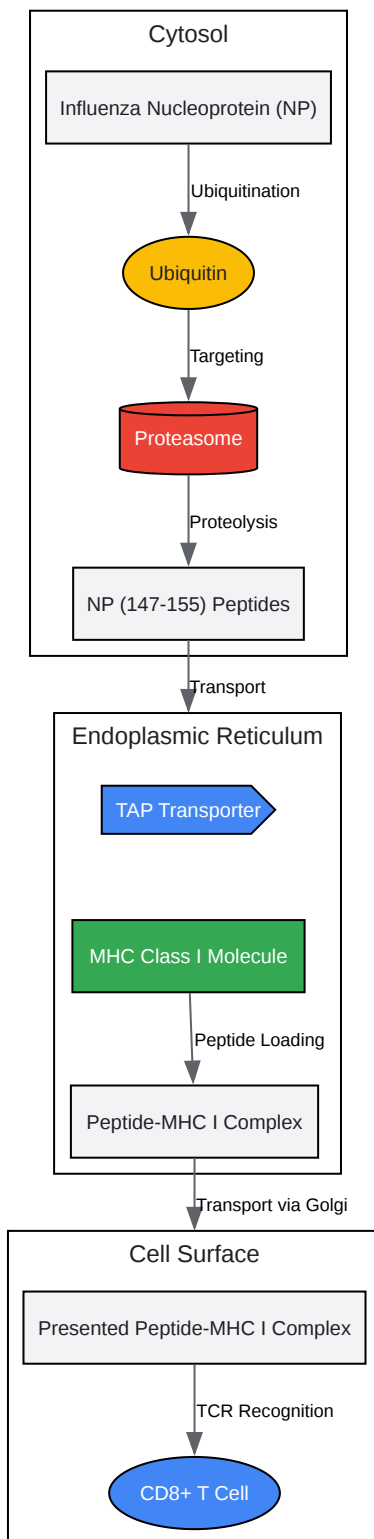 Cytosol
Influenza Nucleoprotein (NP)
Ubiquitination
Ubiquitin
Targeting
Proteasome
Proteolysis
NP (147-155) Peptides
Transport
Endoplasmic Reticulum
TAP Transporter
MHC Class I Molecule
Peptide Loading
Peptide-MHC I Complex
Transport via Golgi
Cell Surface
Presented Peptide-MHC I Complex
TCR Recognition
CD8+ T Cell